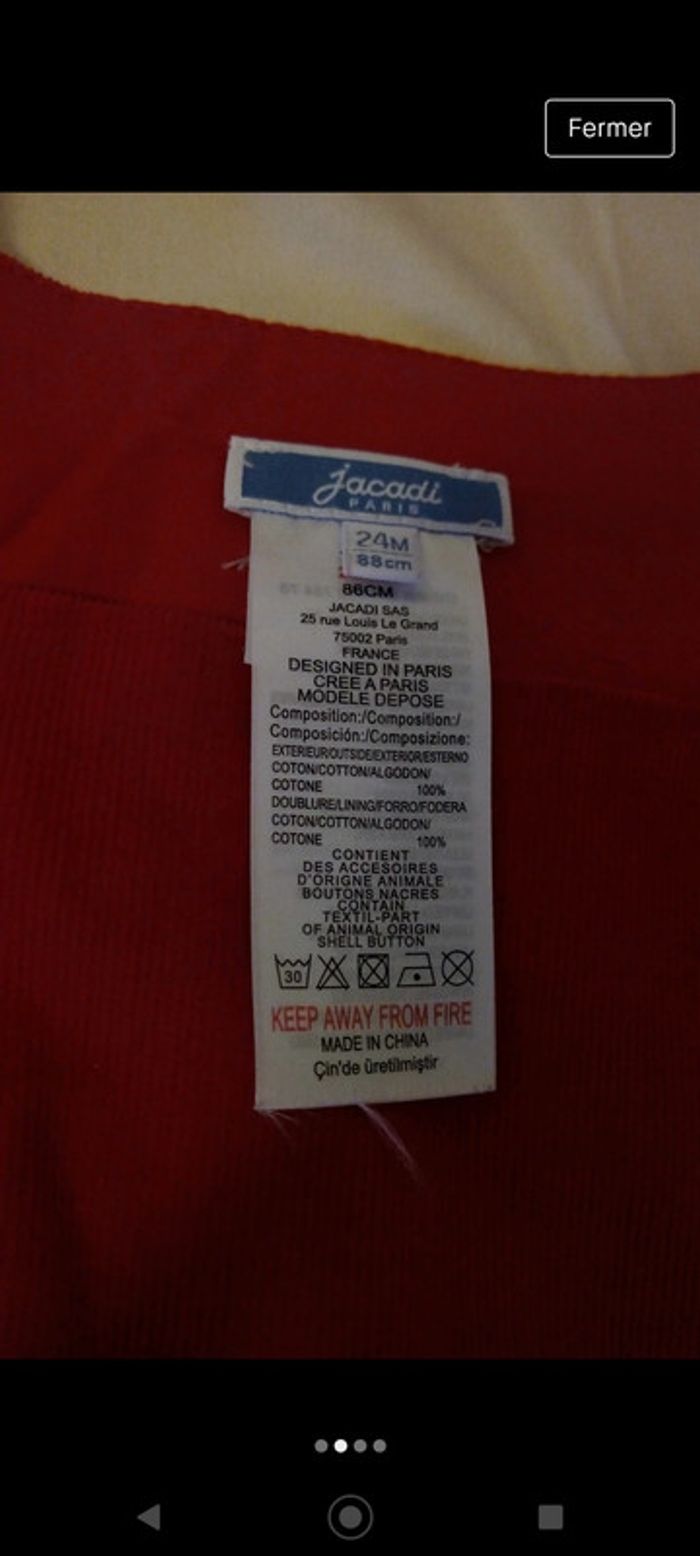 Fermer
jacadi
PARIS
24M
88cm
86CM
JACADI SAS
25 rue Louis Le Grand
75002 Paris
FRANCE
DESIGNED IN PARIS
CREE A PARIS
MODELE DEPOSE
Composition:/Composition:/
Composición:/Composizione:
EXTERIEUR/OUTSIDE/EXTERIOR/ESTERNO
COTON/COTTON/ALGODON/
COTONE 100%
DOUBLURE/LINING/FORRO/FODERA
COTON/COTTON/ALGODON/
COTONE 100%
CONTIENT
DES ACCESOIRES
D'ORIGNE ANIMALE
BOUTONS NACRES
CONTAIN
TEXTIL-PART
OF ANIMAL ORIGIN
SHELL BUTTON
30
KEEP AWAY FROM FIRE
MADE IN CHINA
Çin'de üretilmiştir